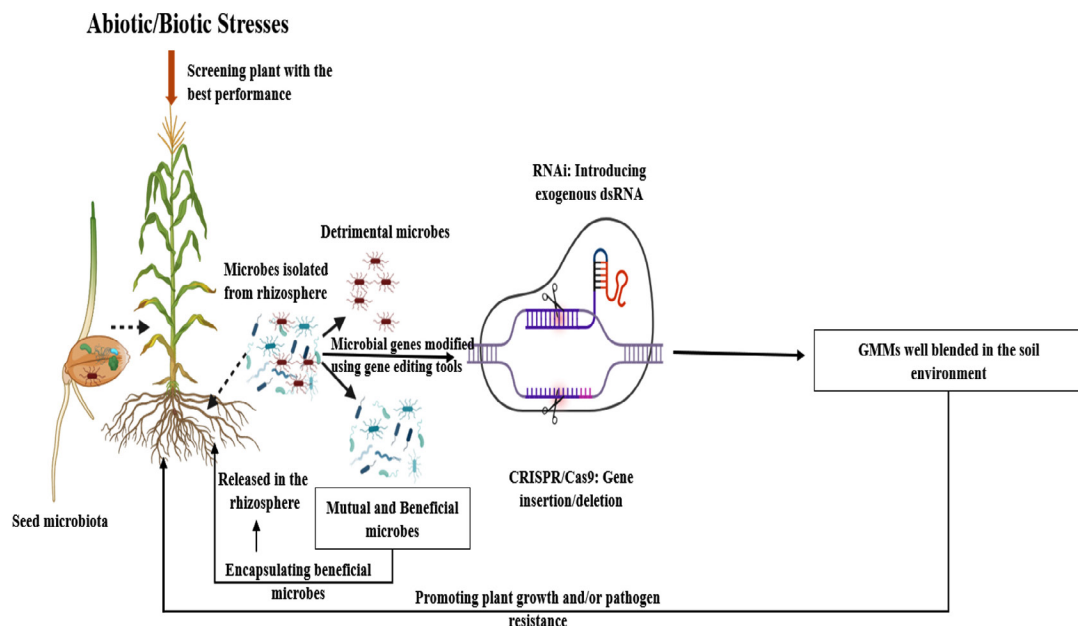 Abiotic/Biotic Stresses
Screening plant with the
best performance
RNAi: Introducing
exogenous dsRNA
Detrimental microbes
Microbes isolated
from rhizosphere
Microbial genes modified
using gene editing tools
GMMs well blended in the soil
environment
Released in the
rhizosphere
CRISPR/Cas9: Gene
insertion/deletion
Mutual and Beneficial
microbes
Seed microbiota
Encapsulating beneficial
microbes
Promoting plant growth and/or pathogen
resistance